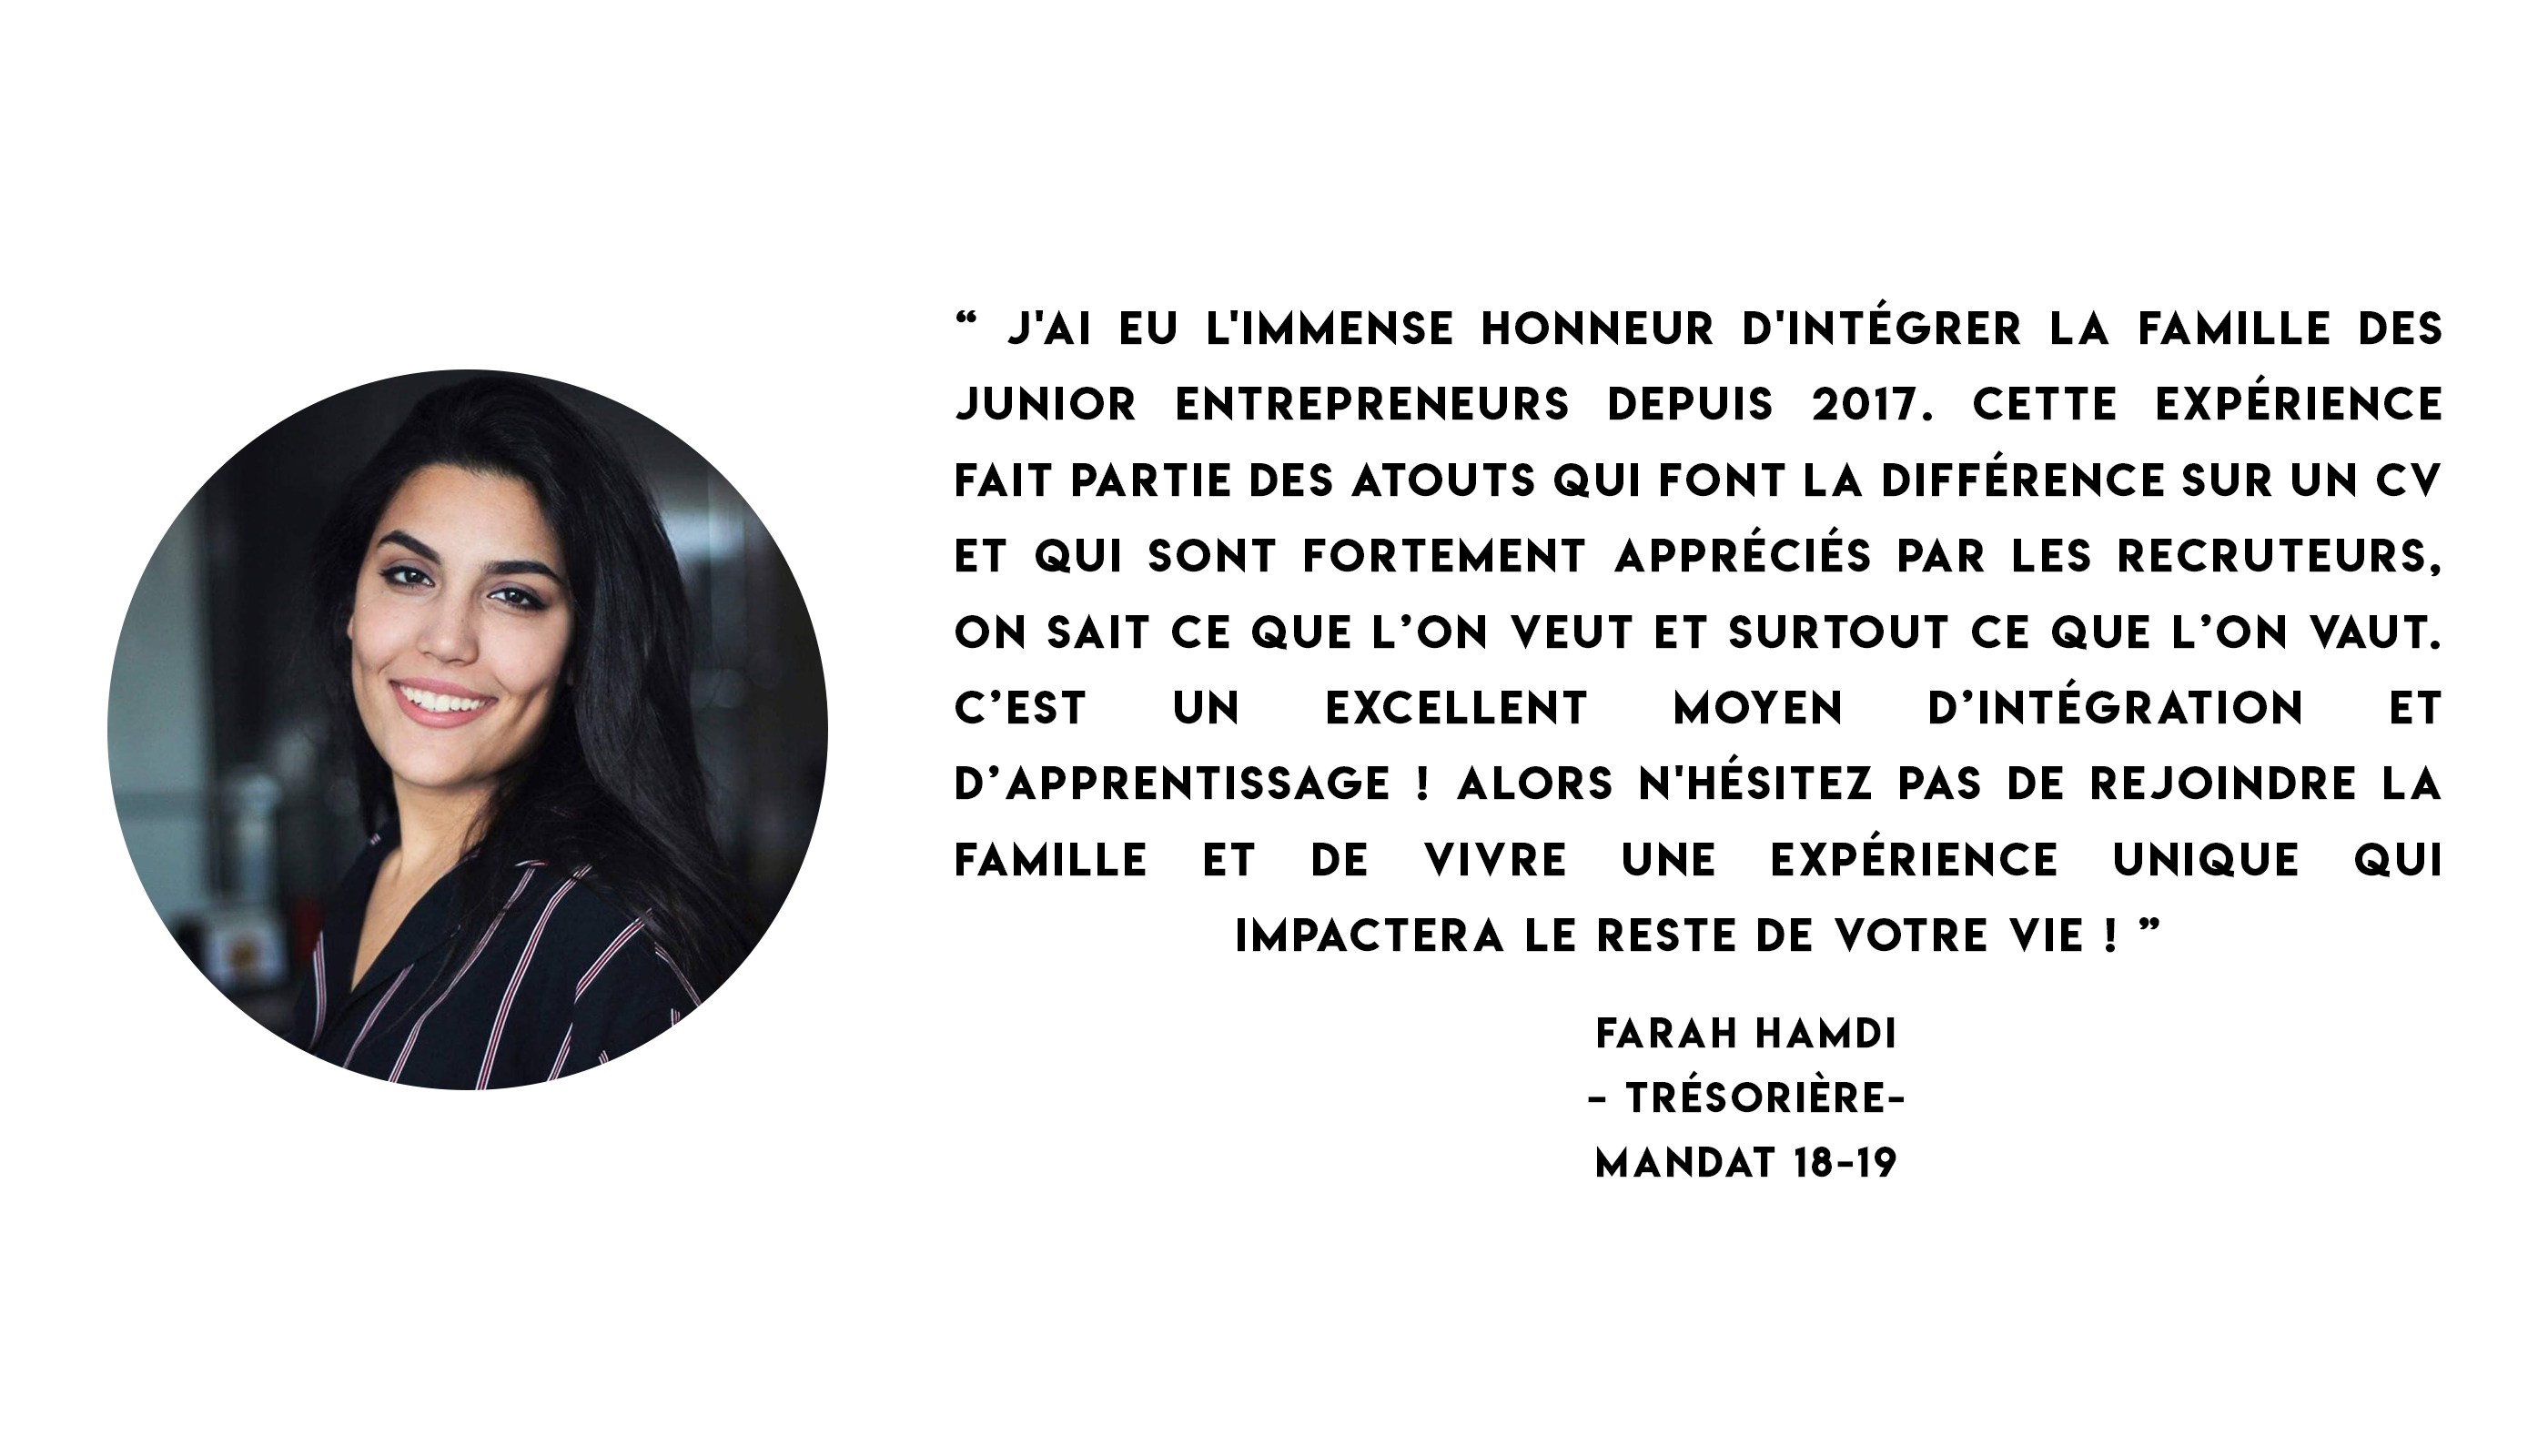 “ J'AI EU L'IMMENSE HONNEUR D'INTÉGRER LA FAMILLE DES
JUNIOR ENTREPRENEURS DEPUIS 2017. CETTE EXPÉRIENCE
FAIT PARTIE DES ATOUTS QUI FONT LA DIFFÉRENCE SUR UN CV
ET QUI SONT FORTEMENT APPRÉCIÉS PAR LES RECRUTEURS,
ON SAIT CE QUE L’ON VEUT ET SURTOUT CE QUE L’ON VAUT.
C’EST UN EXCELLENT MOYEN D’INTÉGRATION ET
D’APPRENTISSAGE ! ALORS N'HÉSITEZ PAS DE REJOINDRE LA
FAMILLE ET DE VIVRE UNE EXPÉRIENCE UNIQUE QUI
IMPACTERA LE RESTE DE VOTRE VIE ! ”
FARAH HAMDI
- TRÉSORIÈRE-
MANDAT 18-19